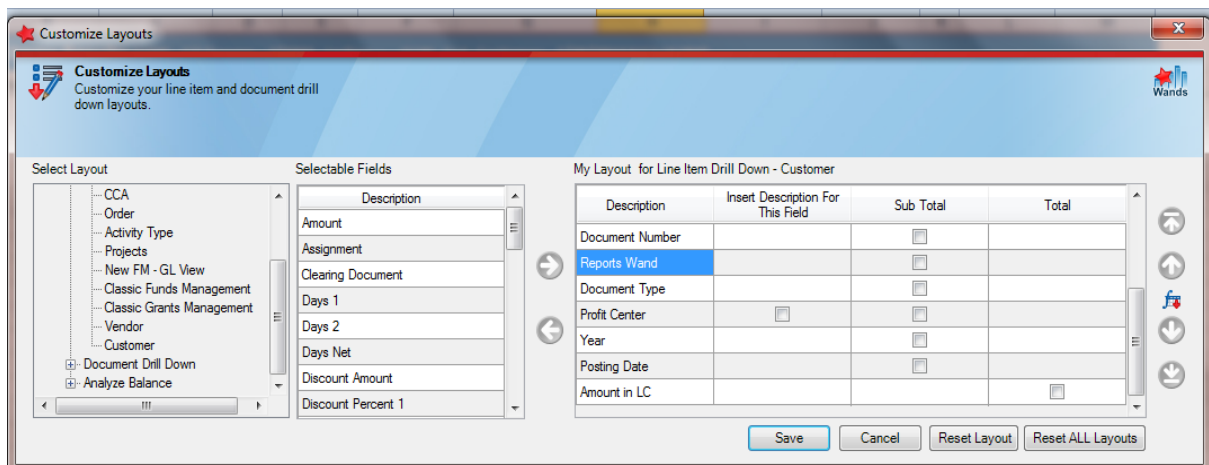 Customize Layouts
X
Customize Layouts
Customize your line item and document drill
down layouts.
Wands
Select Layout
CCA
Order
Activity Type
Projects
New FM - GL View
Classic Funds Management
Classic Grants Management
Vendor
Customer
Document Drill Down
Analyze Balance
Selectable Fields
Description
Amount
Assignment
Clearing Document
Days 1
Days 2
Days Net
Discount Amount
Discount Percent 1
My Layout for Line Item Drill Down - Customer
Description Insert Description For This Field Sub Total Total
Document Number
Reports Wand
Document Type
Profit Center
Year
Posting Date
Amount in LC
Save Cancel Reset Layout Reset ALL Layouts